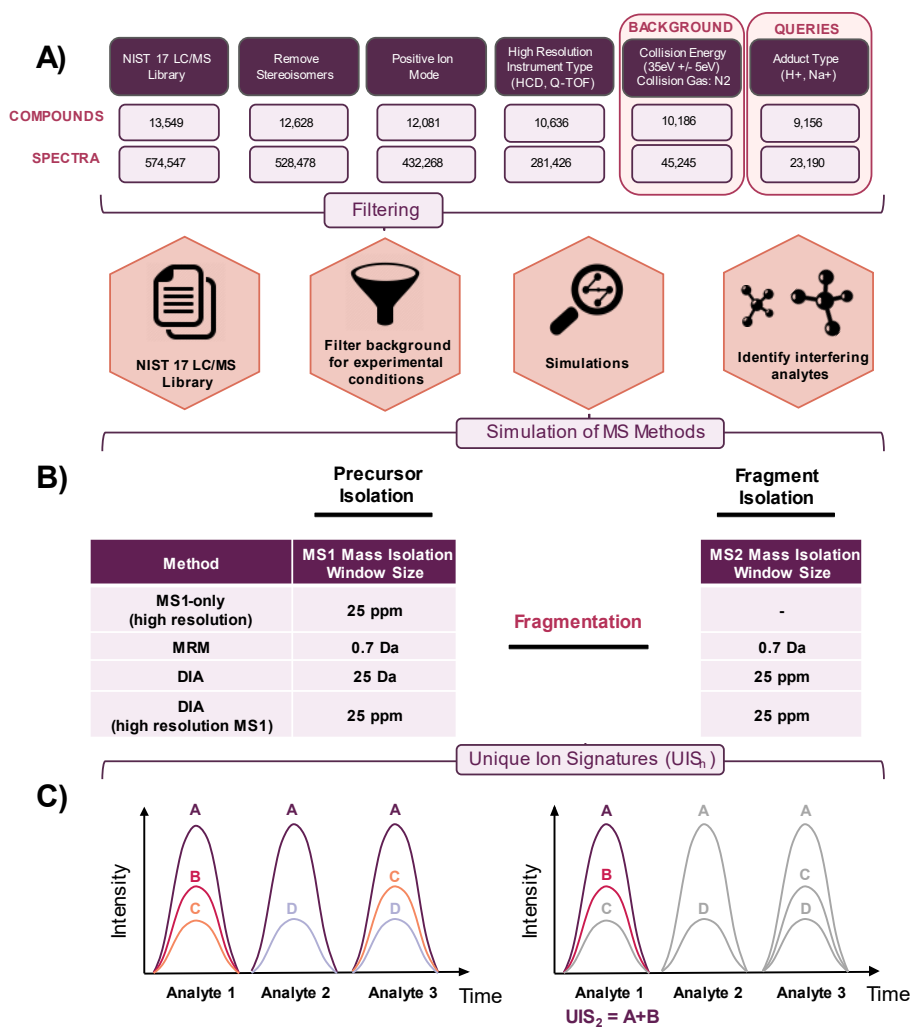 A)
BACKGROUND
QUERIES
NIST 17 LC/MS
Library
Remove
Stereoisomers
Positive Ion
Mode
High Resolution
Instrument Type
(HCD, Q-TOF)
Collision Energy
(35eV +/- 5eV)
Collision Gas: N2
Adduct Type
(H+, Na+)
COMPOUNDS
13,549
12,628
12,081
10,636
10,186
9,156
SPECTRA
574,547
528,478
432,268
281,426
45,245
23,190
Filtering
NIST 17 LC/MS
Library
Filter background
for experimental
conditions
Simulations
Identify interfering
analytes
Simulation of MS Methods
B)
Precursor
Isolation
Fragment
Isolation
Method
MS1 Mass Isolation
Window Size
MS2 Mass Isolation
Window Size
MS1-only
(high resolution)
25 ppm
-
Fragmentation
MRM
0.7 Da
0.7 Da
DIA
25 Da
25 ppm
DIA
(high resolution MS1)
25 ppm
25 ppm
Unique Ion Signatures (UISn)
C)
Intensity
A
B
C
A
D
A
C
D
Analyte 1
Analyte 2
Analyte 3
Time
Intensity
A
B
C
A
D
A
C
D
Analyte 1
Analyte 2
Analyte 3
Time
UIS2 = A+B